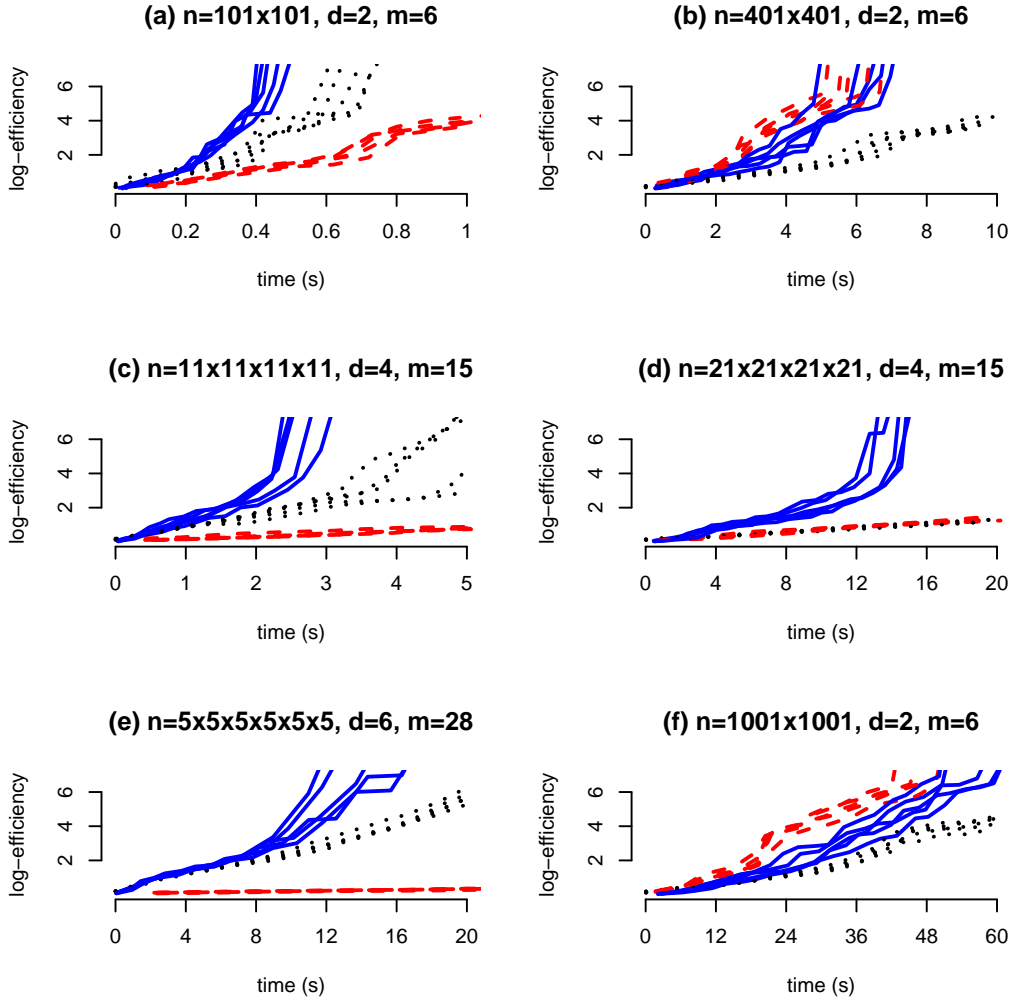 (a) n=101x101, d=2, m=6
log−efficiency
6
4
2
0 0.2 0.4 0.6 0.8 1
time (s)
(b) n=401x401, d=2, m=6
log−efficiency
6
4
2
0 2 4 6 8 10
time (s)
(c) n=11x11x11x11, d=4, m=15
log−efficiency
6
4
2
0 1 2 3 4 5
time (s)
(d) n=21x21x21x21, d=4, m=15
log−efficiency
6
4
2
0 4 8 12 16 20
time (s)
(e) n=5x5x5x5x5x5, d=6, m=28
log−efficiency
6
4
2
0 4 8 12 16 20
time (s)
(f) n=1001x1001, d=2, m=6
log−efficiency
6
4
2
0 12 24 36 48 60
time (s)